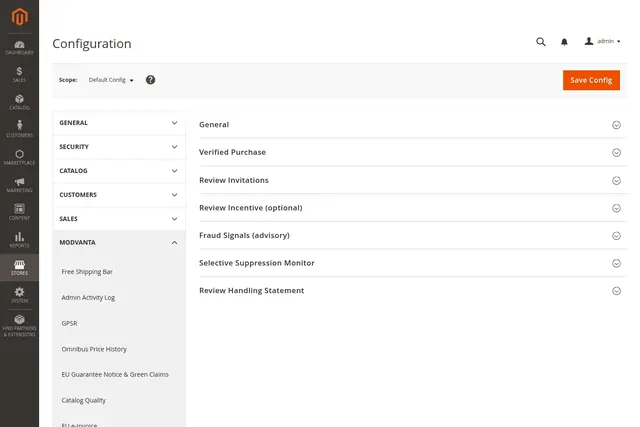 Configuration
admin
Scope:
Default Config
?
Save Config
DASHBOARD
SALES
CATALOG
CUSTOMERS
MARKETPLACE
MARKETING
CONTENT
REPORTS
STORES
SYSTEM
FIND PARTNERS
& EXTENSIONS
GENERAL
SECURITY
CATALOG
CUSTOMERS
SALES
MODVANTA
Free Shipping Bar
Admin Activity Log
GPSR
Omnibus Price History
EU Guarantee Notice & Green Claims
Catalog Quality
EU e-Invoice
General
Verified Purchase
Review Invitations
Review Incentive (optional)
Fraud Signals (advisory)
Selective Suppression Monitor
Review Handling Statement